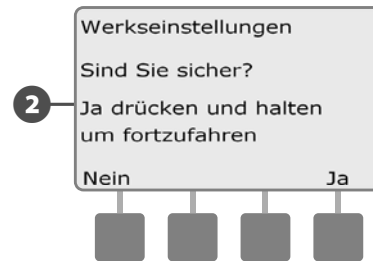 Werkseinstellungen
Sind Sie sicher?
2
Ja drücken und halten
um fortzufahren
Nein Ja